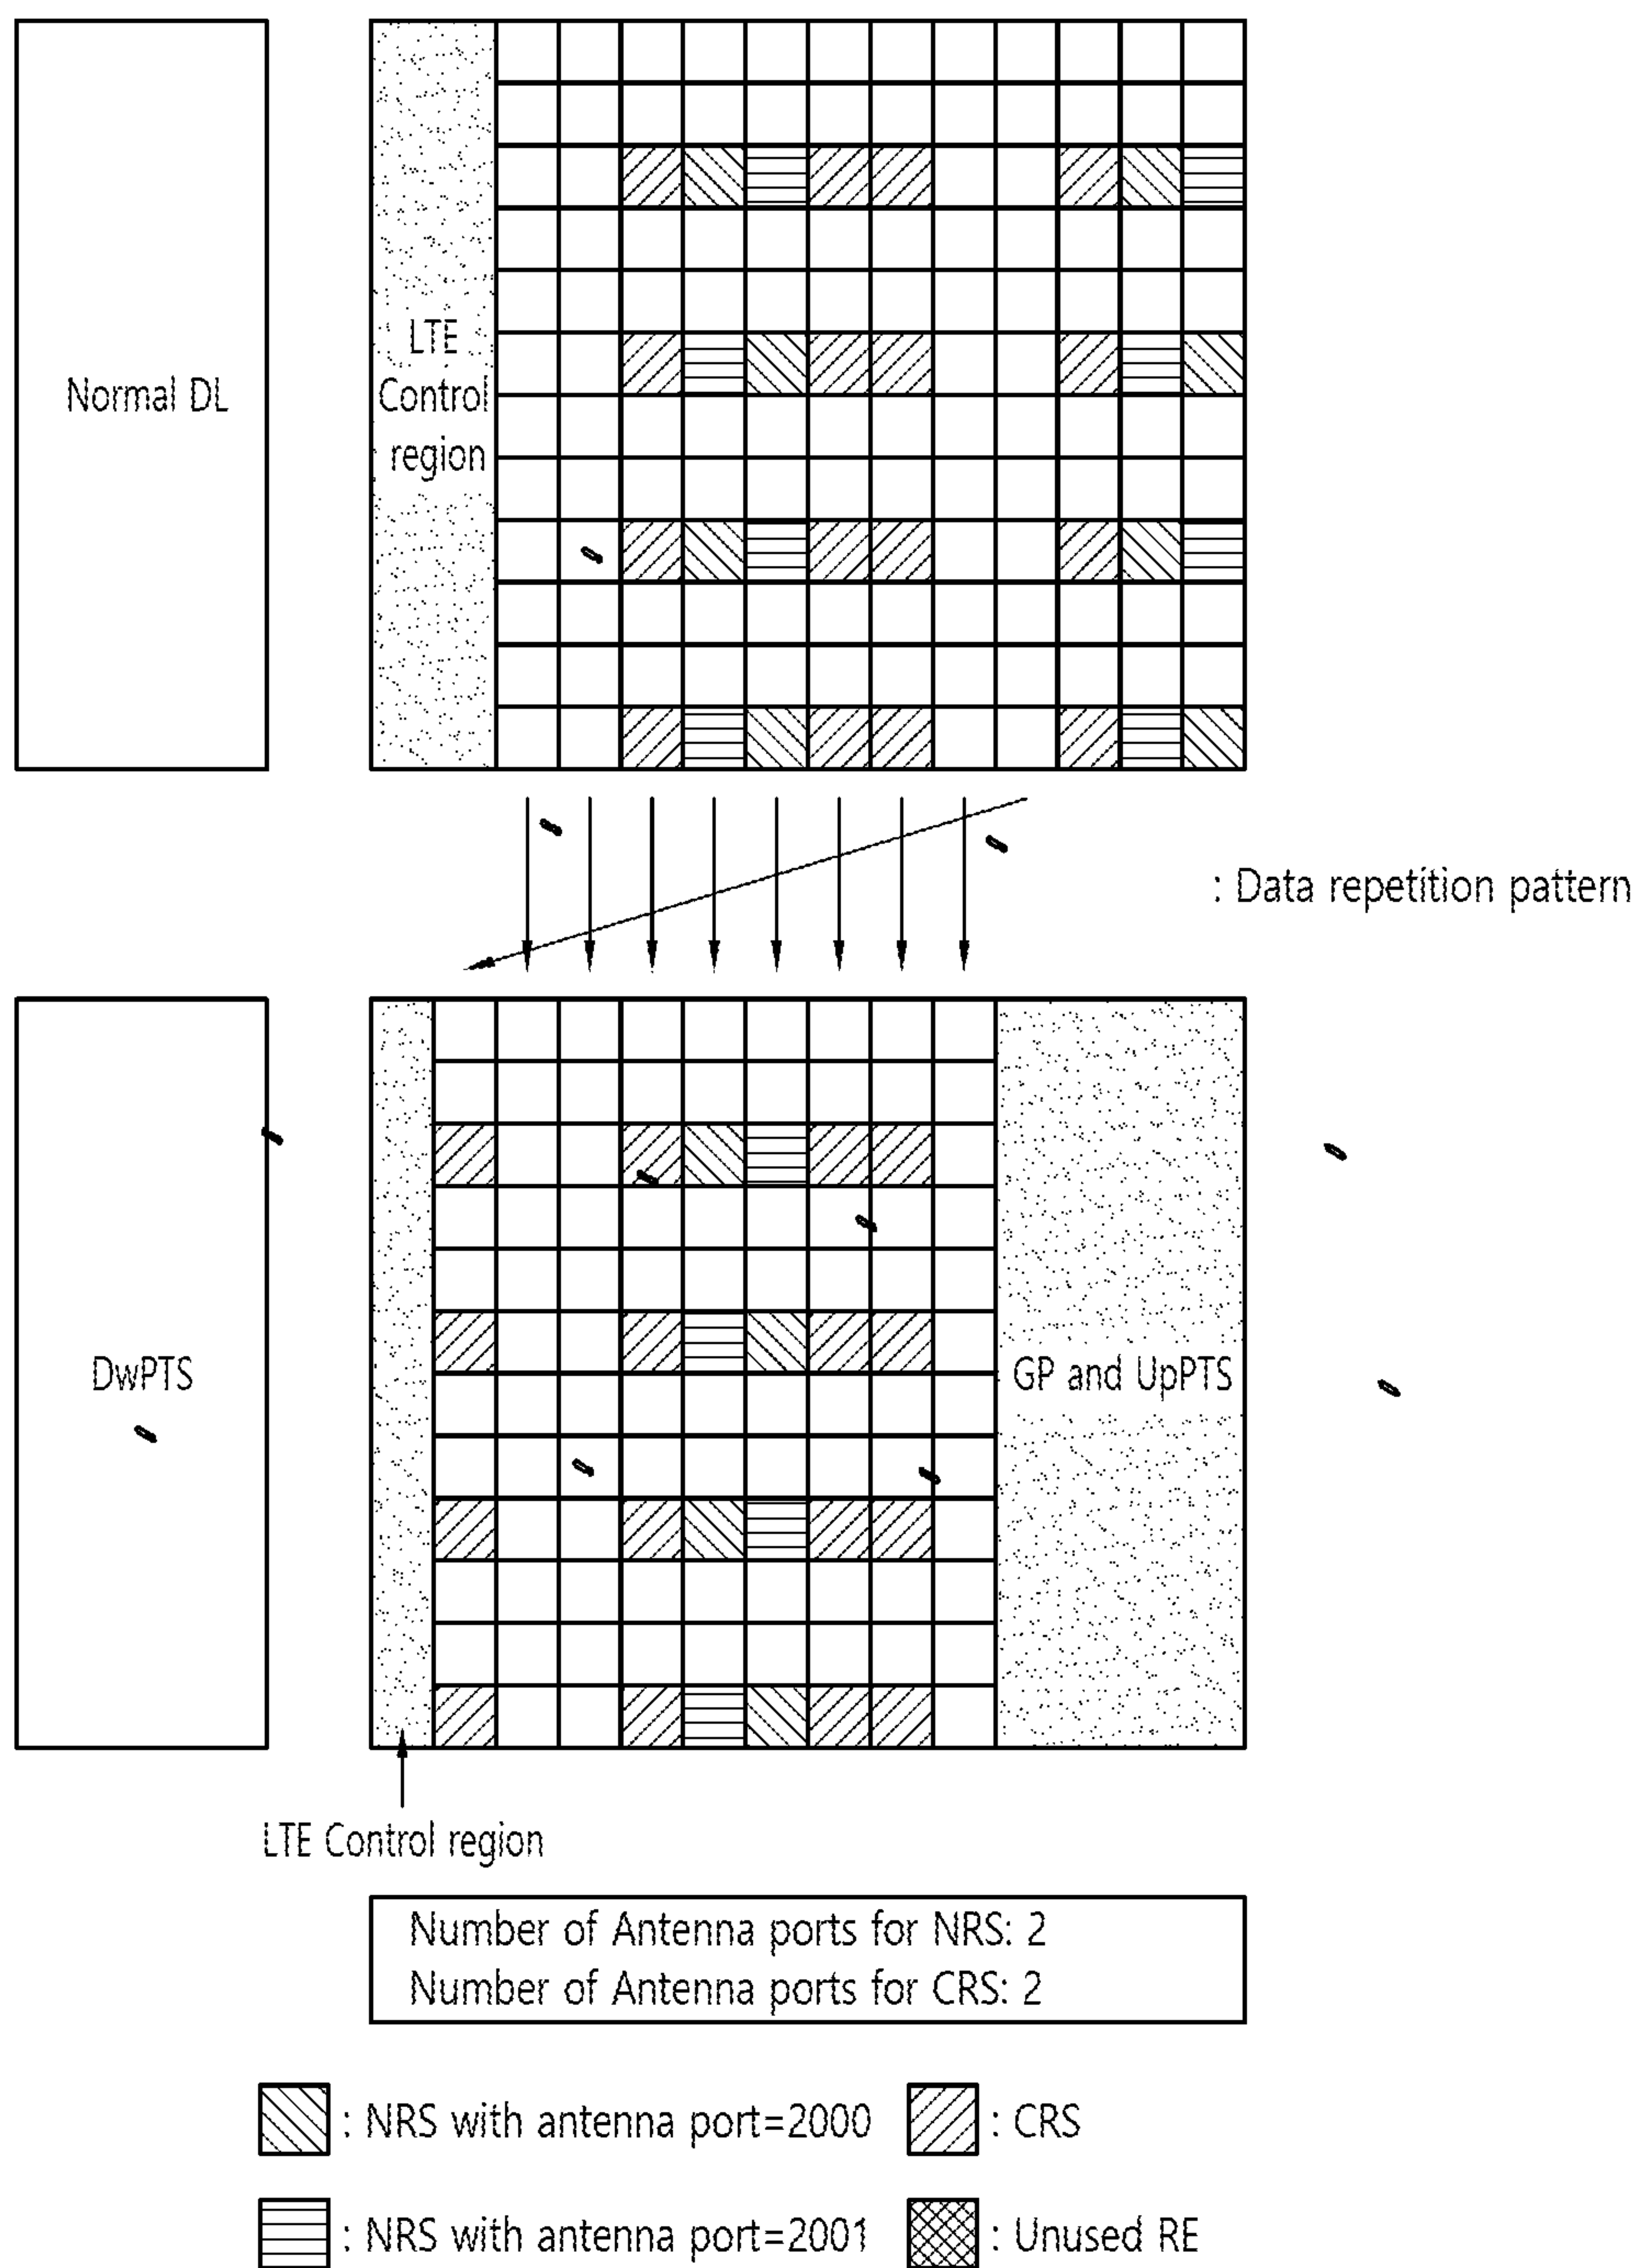 Normal DL
LTE
Control
region
: Data repetition pattern
DwPTS
GP and UpPTS
LTE Control region
Number of Antenna ports for NRS: 2
Number of Antenna ports for CRS: 2
: NRS with antenna port=2000
: CRS
: NRS with antenna port=2001
: Unused RE